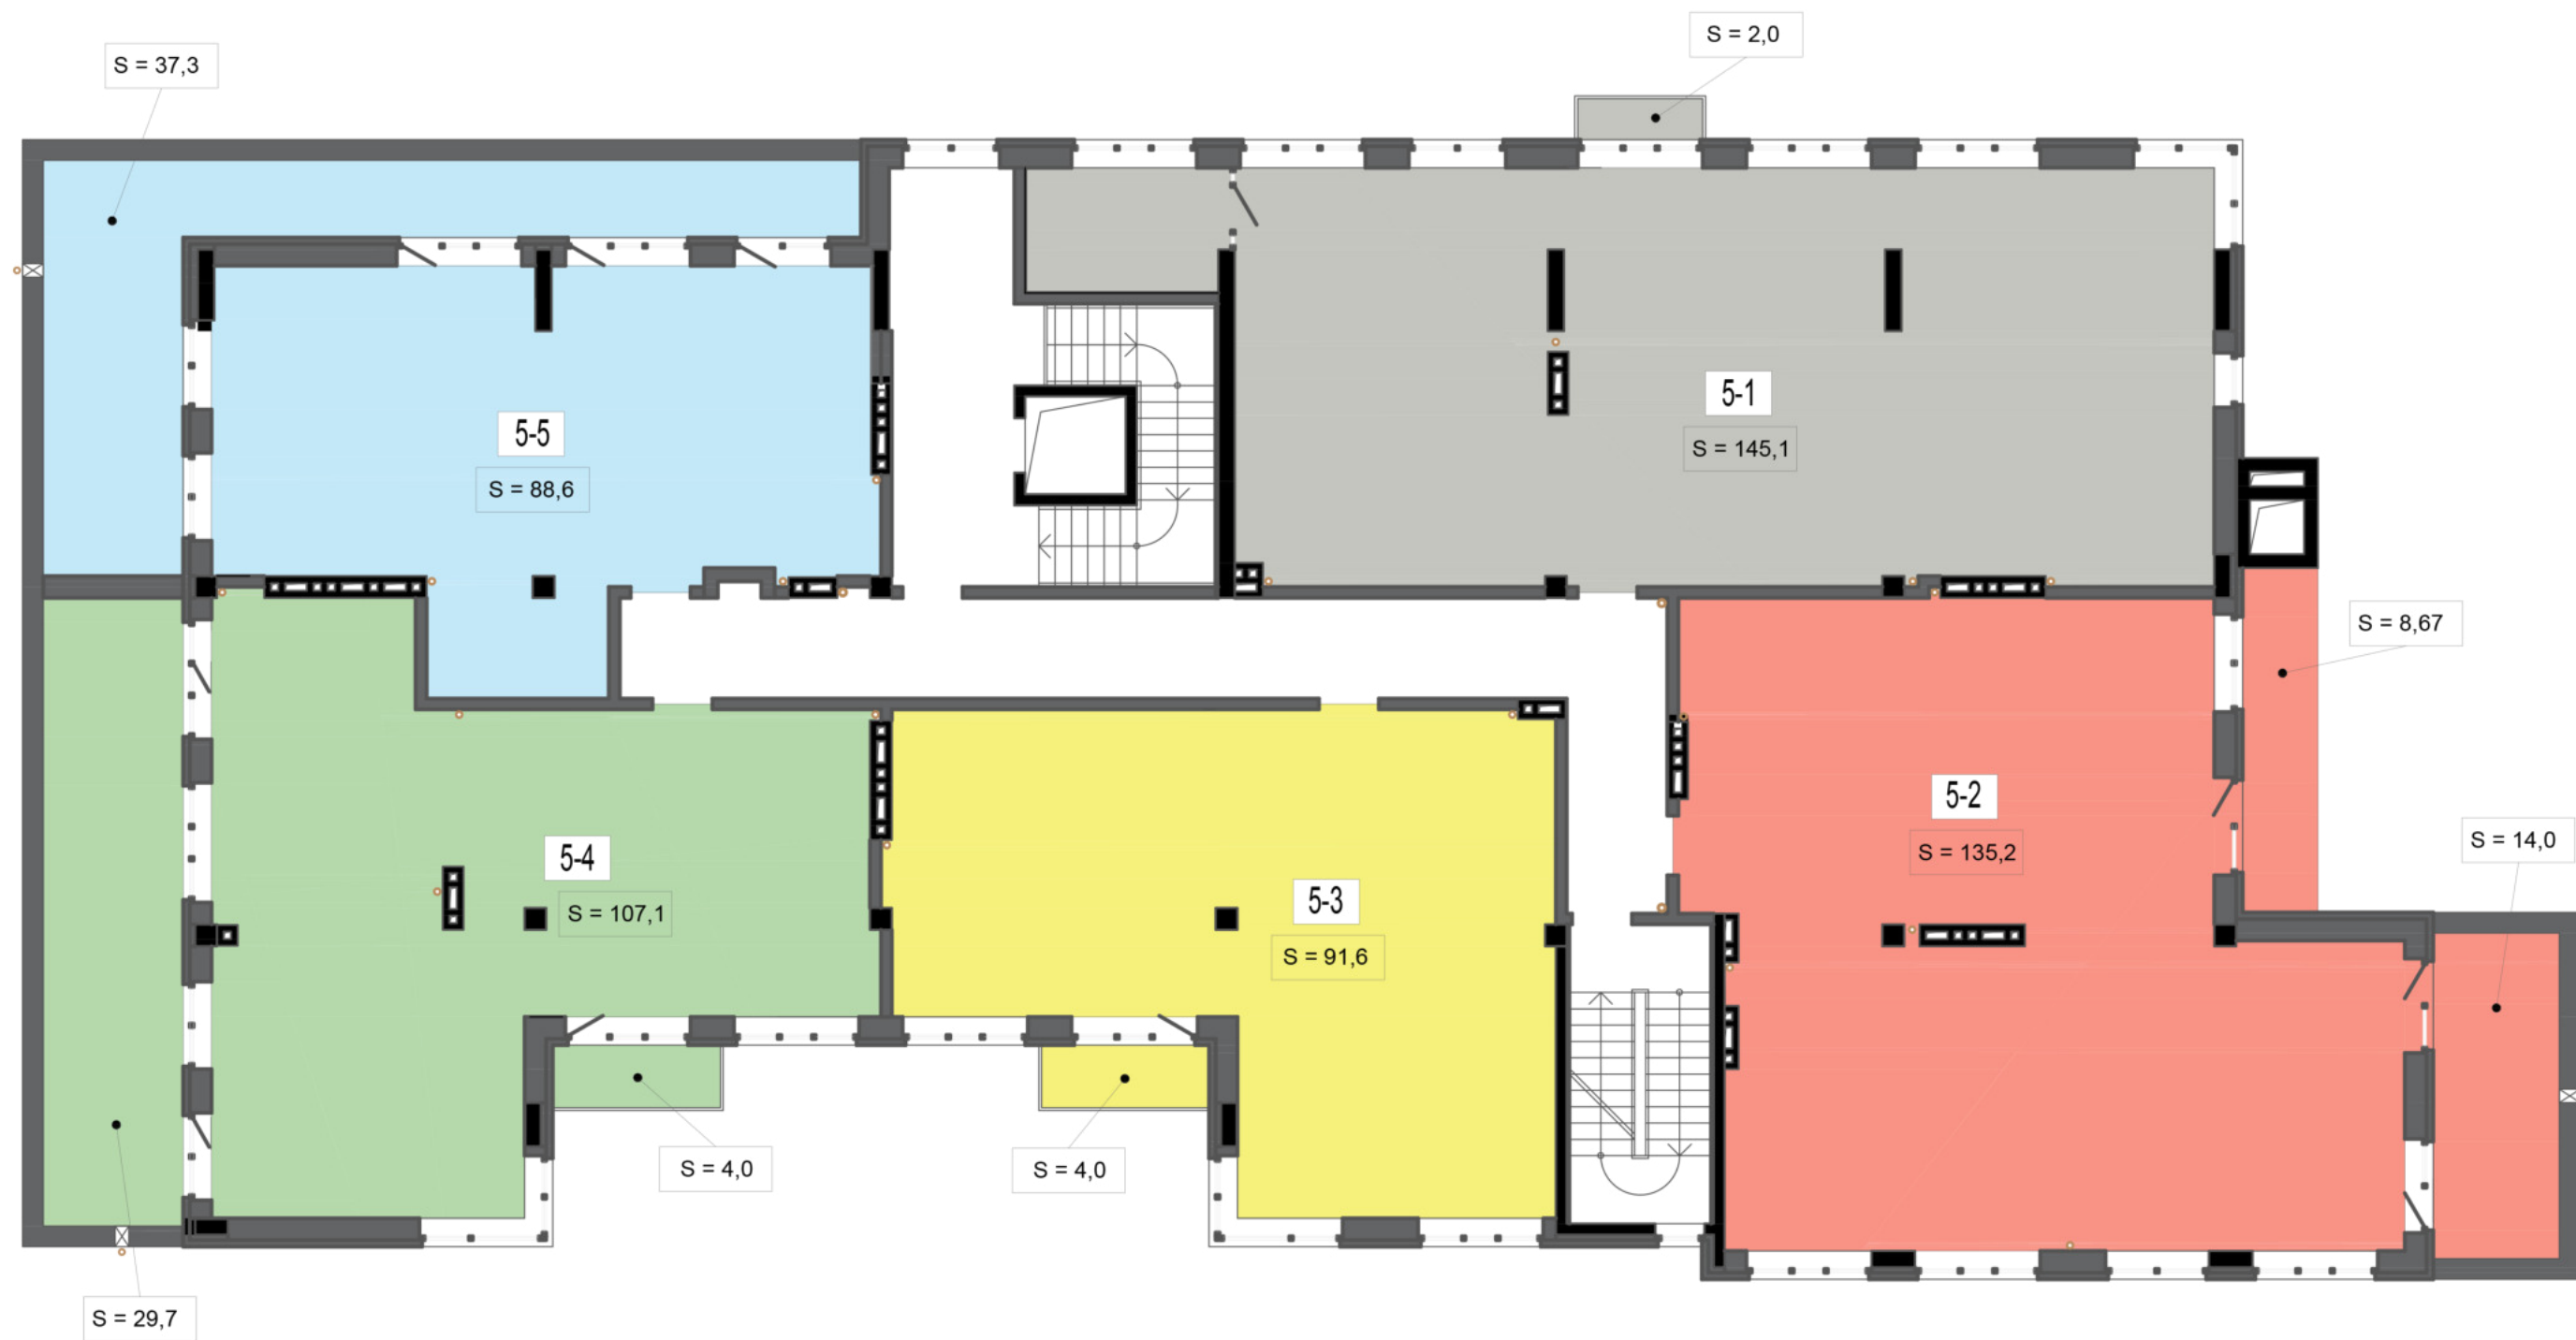 S = 2,0
S = 37,3
5-1
S = 145,1
5-5
S = 88,6
S = 8,67
5-2
S = 135,2
S = 14,0
5-4
S = 107,1
5-3
S = 91,6
S = 4,0
S = 4,0
S = 29,7